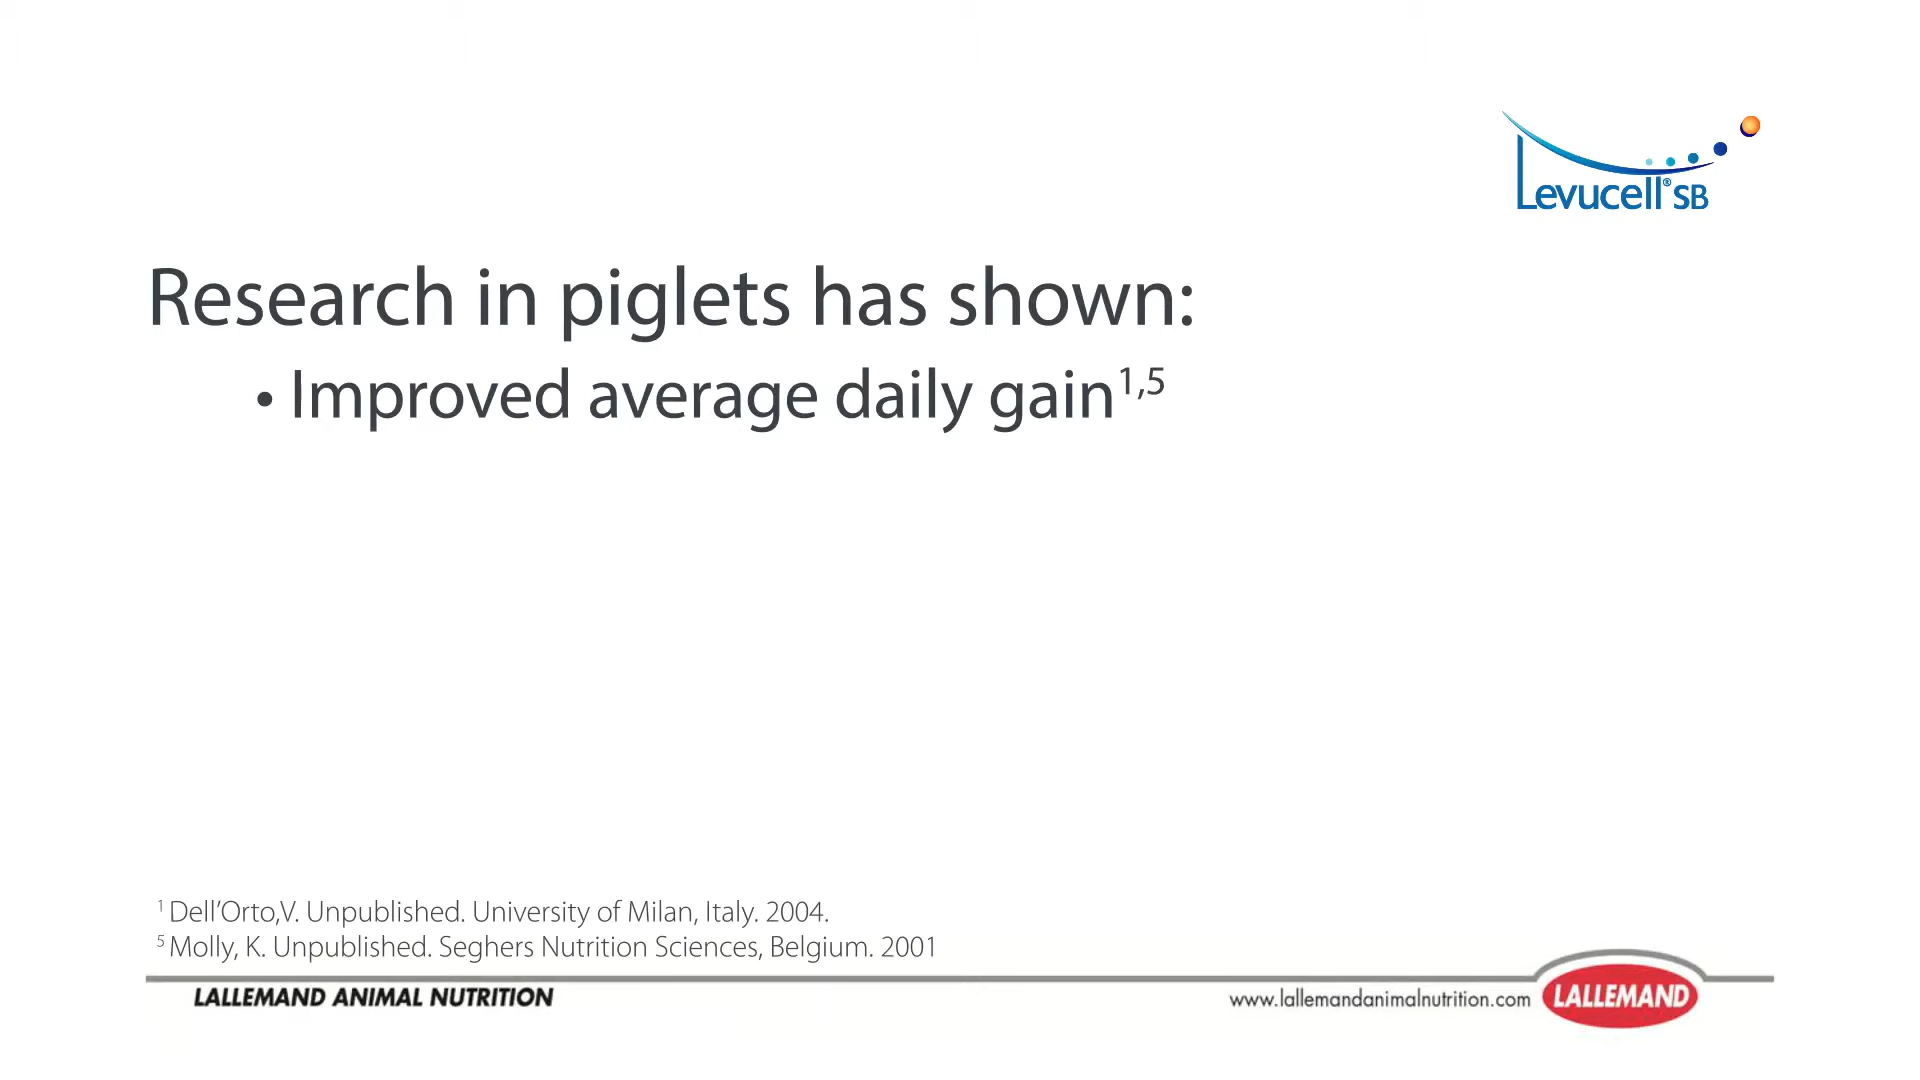 Levucell® SB
Research in piglets has shown:
• Improved average daily gain1,5
1 Dell’Orto,V. Unpublished. University of Milan, Italy. 2004.
5 Molly, K. Unpublished. Seghers Nutrition Sciences, Belgium. 2001
LALLEMAND ANIMAL NUTRITION
www.lallemandanimalnutrition.com
LALLEMAND